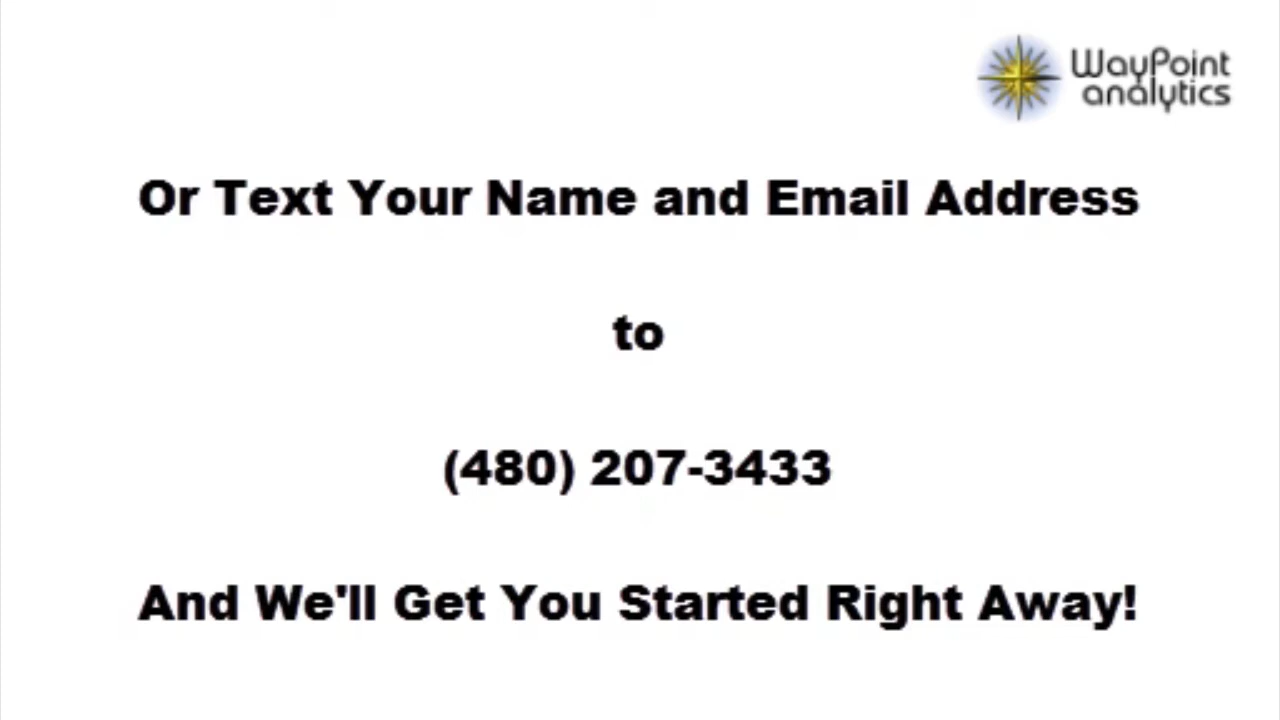 WayPoint
analytics
Or Text Your Name and Email Address
to
(480) 207-3433
And We'll Get You Started Right Away!